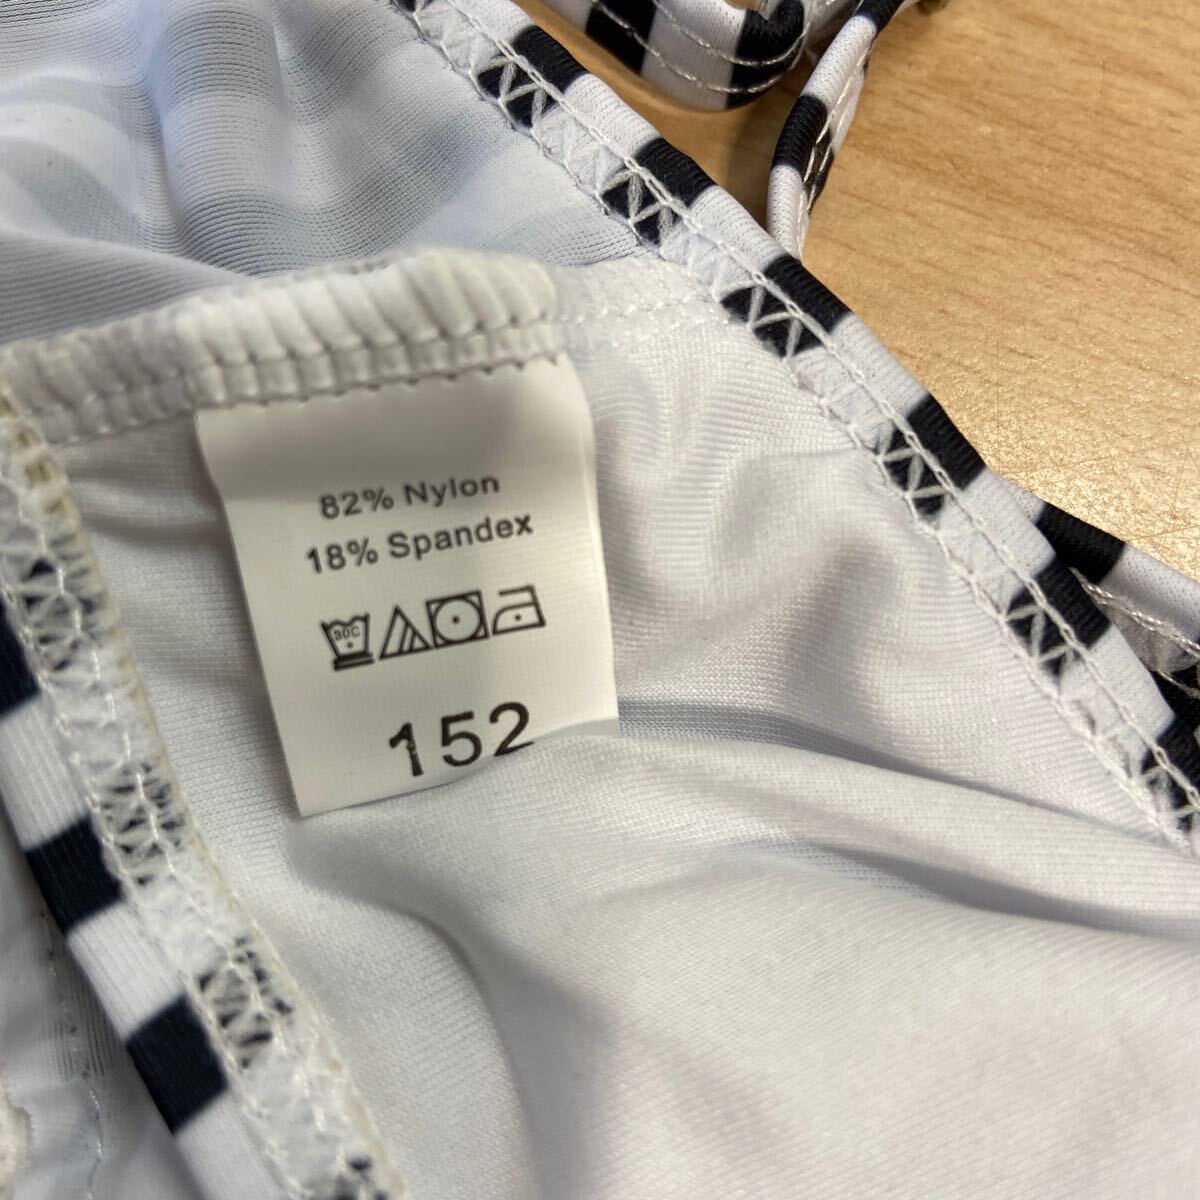 82% Nylon
18% Spandex
30C
152